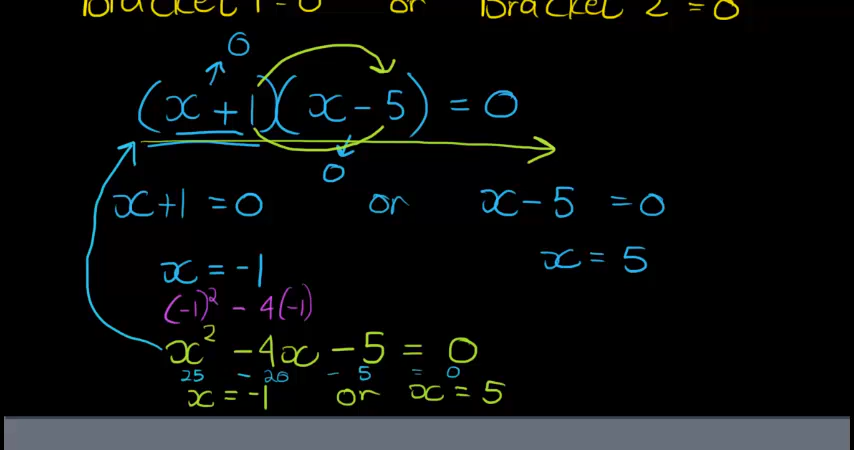 Bracket 1 = 0 or Bracket 2 = 0
0
(x + 1)(x - 5) = 0
0
x + 1 = 0 or x - 5 = 0
x = -1 x = 5
(-1)² - 4(-1)
x² - 4x - 5 = 0
25 - 20 - 5 = 0
x = -1 or x = 5